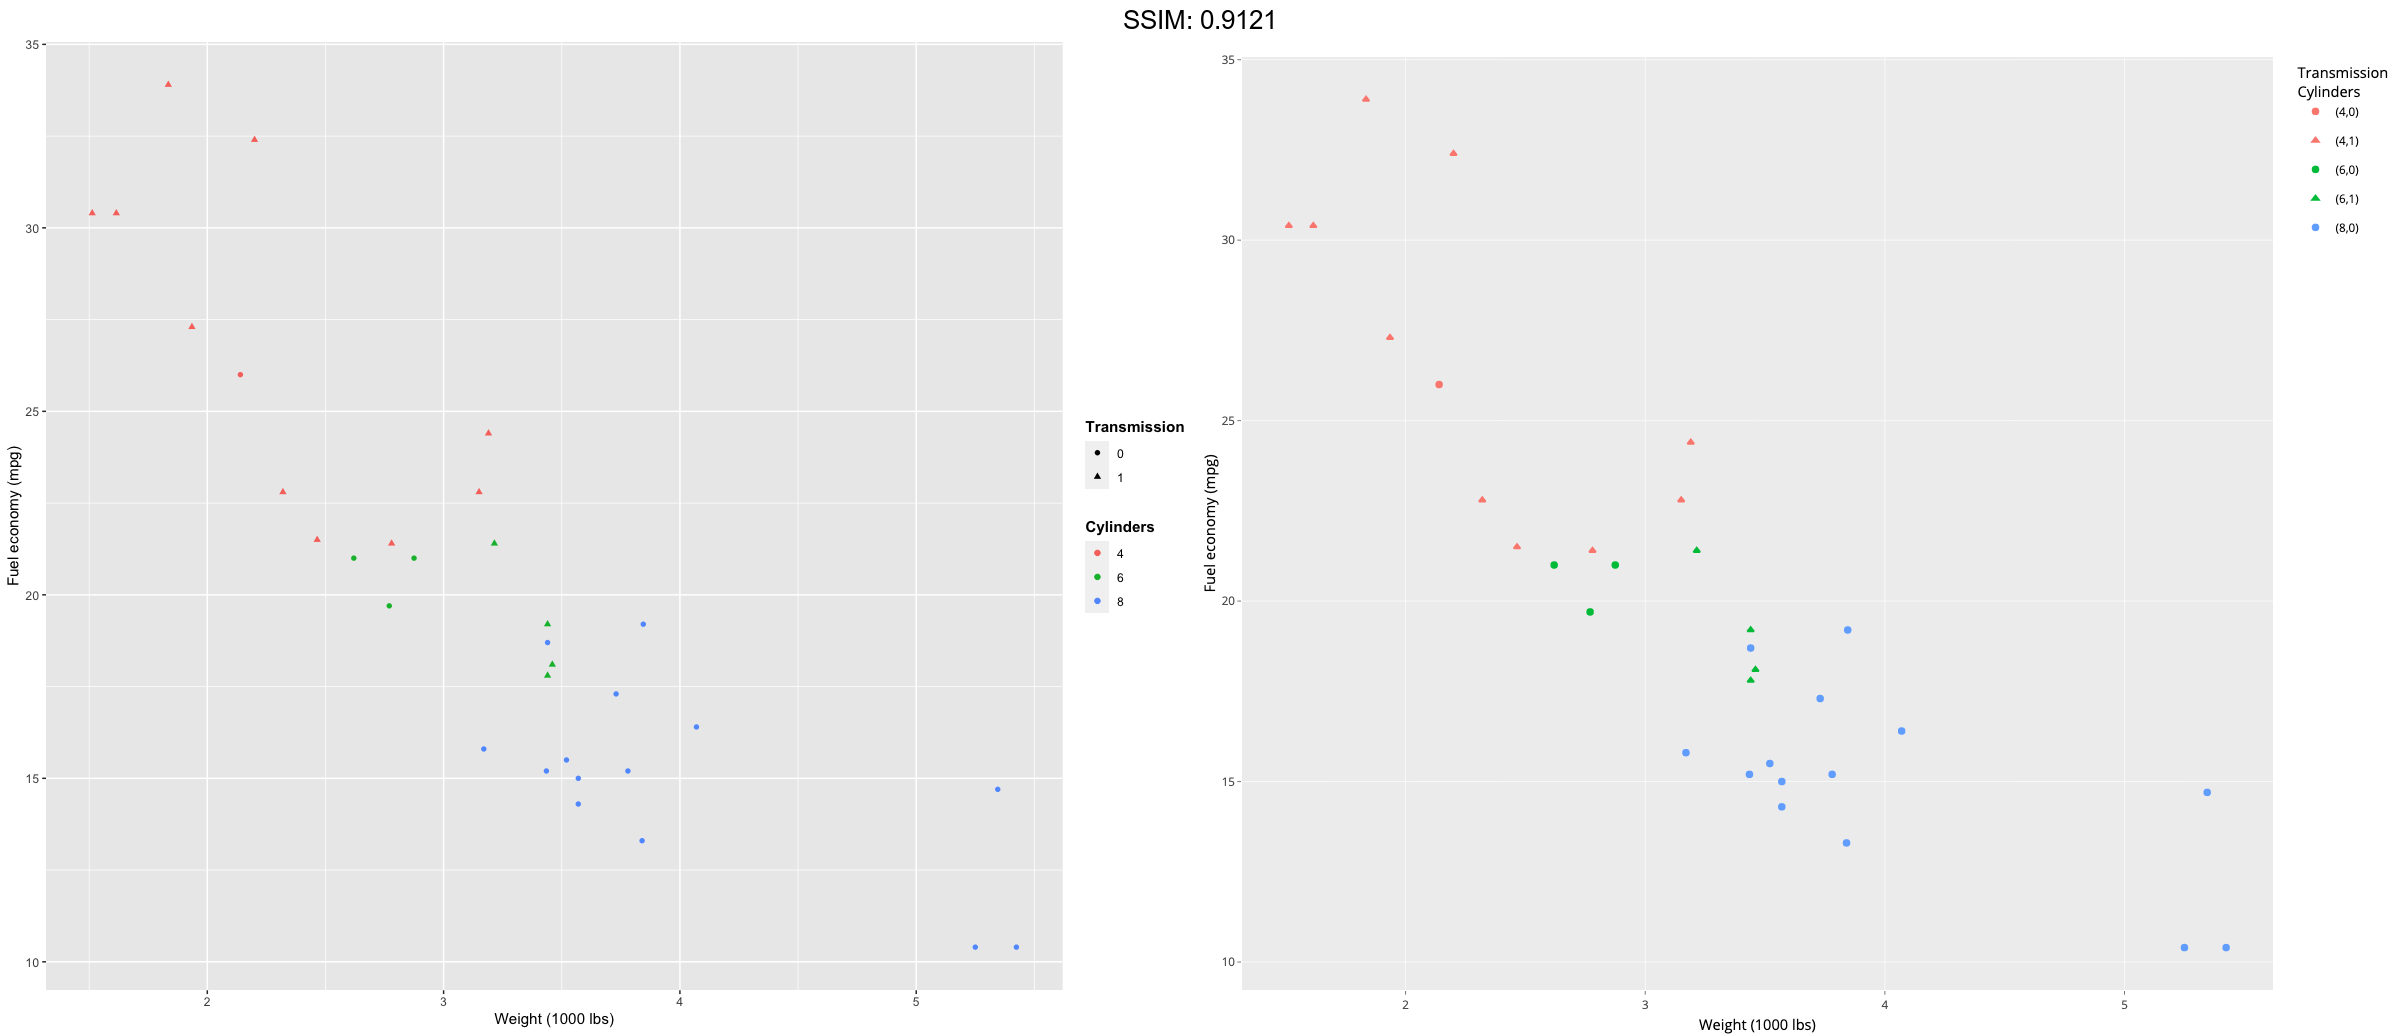 SSIM: 0.9121
35
30
25
20
15
10
Fuel economy (mpg)
2 3 4 5
Weight (1000 lbs)
Transmission
0
1
Cylinders
4
6
8
35
30
25
20
15
10
Fuel economy (mpg)
2 3 4 5
Weight (1000 lbs)
Transmission
Cylinders
(4,0)
(4,1)
(6,0)
(6,1)
(8,0)